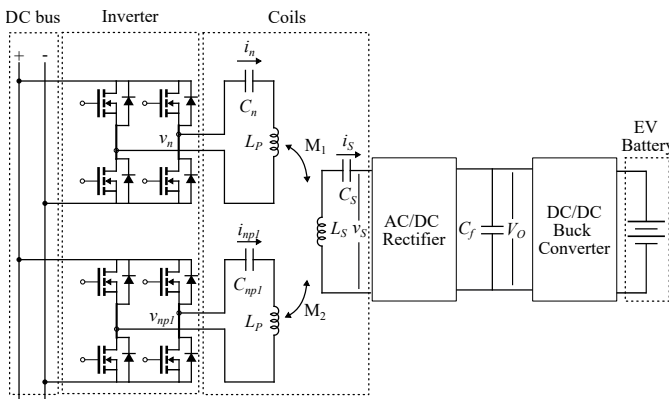 DC bus
Inverter
Coils
+ -
i_n
C_n
v_n
L_P
M_1
i_S
C_S
L_S
v_S
AC/DC
Rectifier
C_f
V_O
DC/DC
Buck
Converter
EV
Battery
i_np1
C_np1
v_np1
L_P
M_2